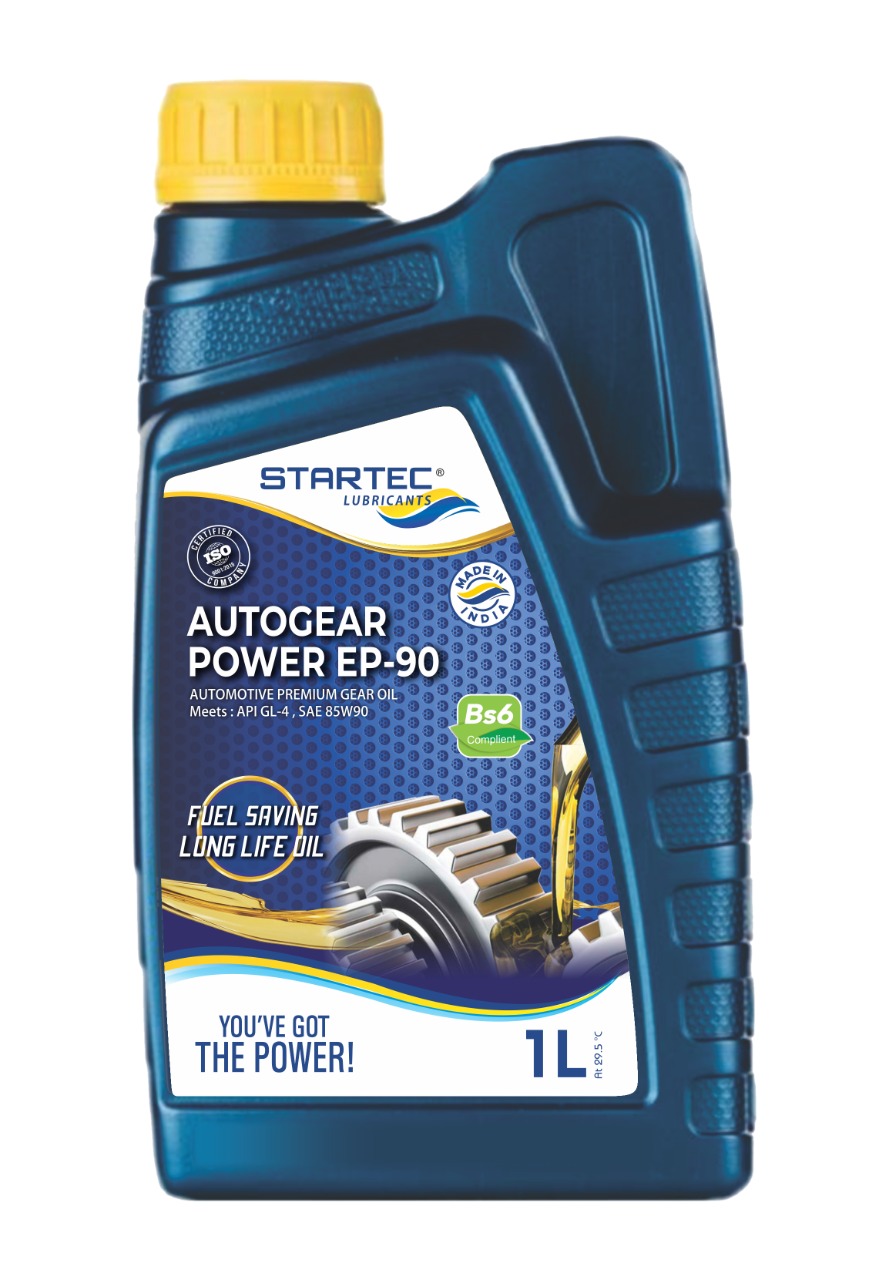 STARTEC®
LUBRICANTS
CERTIFIED
ISO
9001:2015
COMPANY
MADE IN
INDIA
AUTOGEAR
POWER EP-90
AUTOMOTIVE PREMIUM GEAR OIL
Meets : API GL-4 , SAE 85W90
Bs6
Complient
FUEL SAVING
LONG LIFE OIL
YOU'VE GOT
THE POWER!
1L
At 29.5 °C